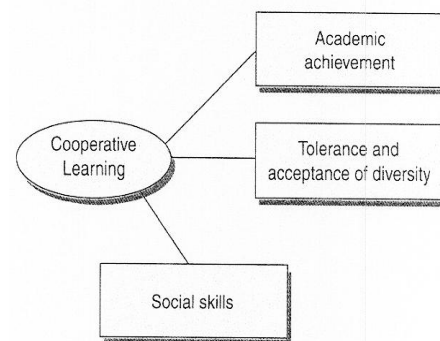 Academic
achievement
Cooperative
Learning
Tolerance and
acceptance of diversity
Social skills